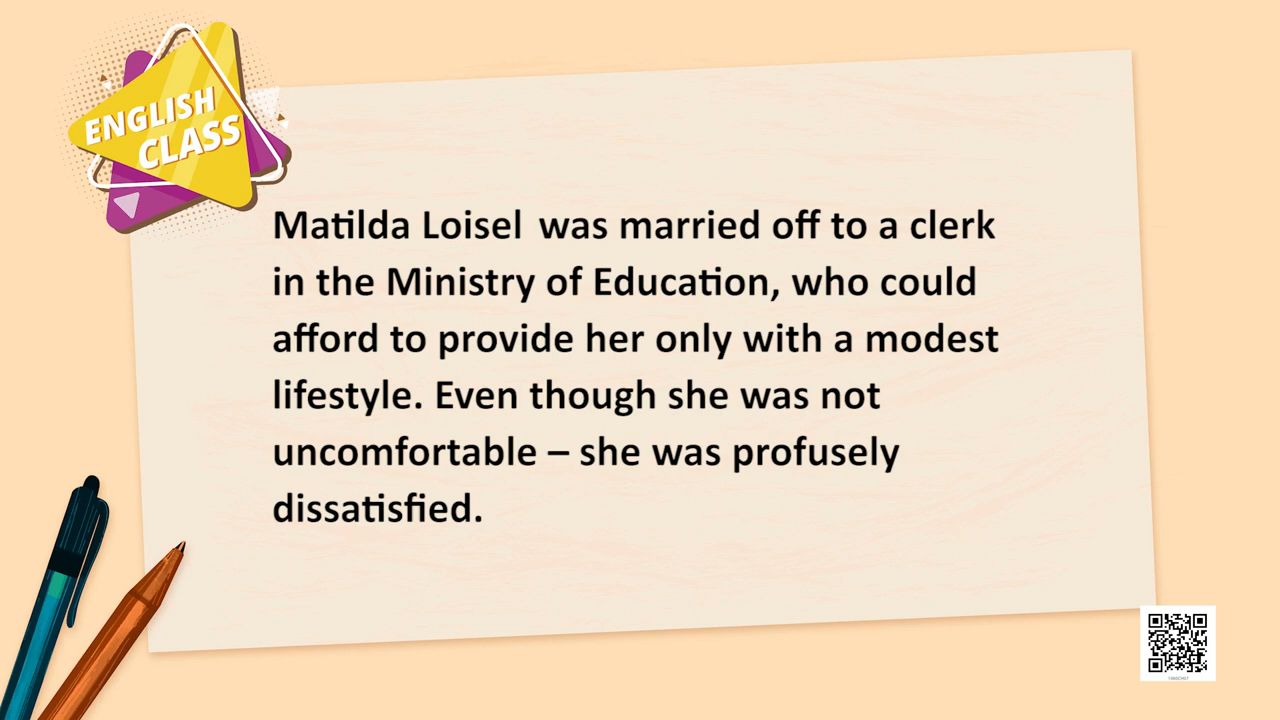 ENGLISH
CLASS
Matilda Loisel was married off to a clerk
in the Ministry of Education, who could
afford to provide her only with a modest
lifestyle. Even though she was not
uncomfortable – she was profusely
dissatisfied.